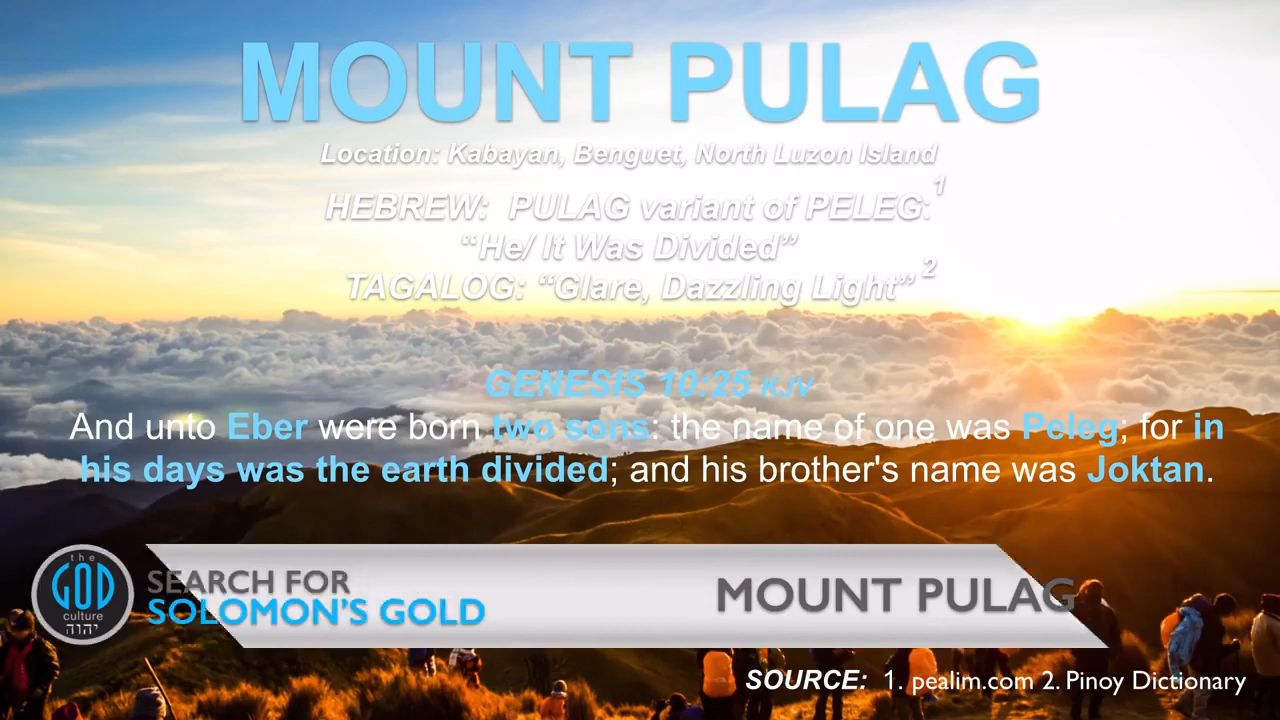 MOUNT PULAG
Location: Kabayan, Benguet, North Luzon Island
HEBREW: PULAG variant of PELEG:1
“He/ It Was Divided”
TAGALOG: “Glare, Dazzling Light” 2
GENESIS 10:25 KJV
And unto Eber were born two sons: the name of one was Peleg; for in
his days was the earth divided; and his brother's name was Joktan.
the
GOD
culture
יהוה
SEARCH FOR
SOLOMON'S GOLD
MOUNT PULAG
SOURCE: 1. pealim.com 2. Pinoy Dictionary